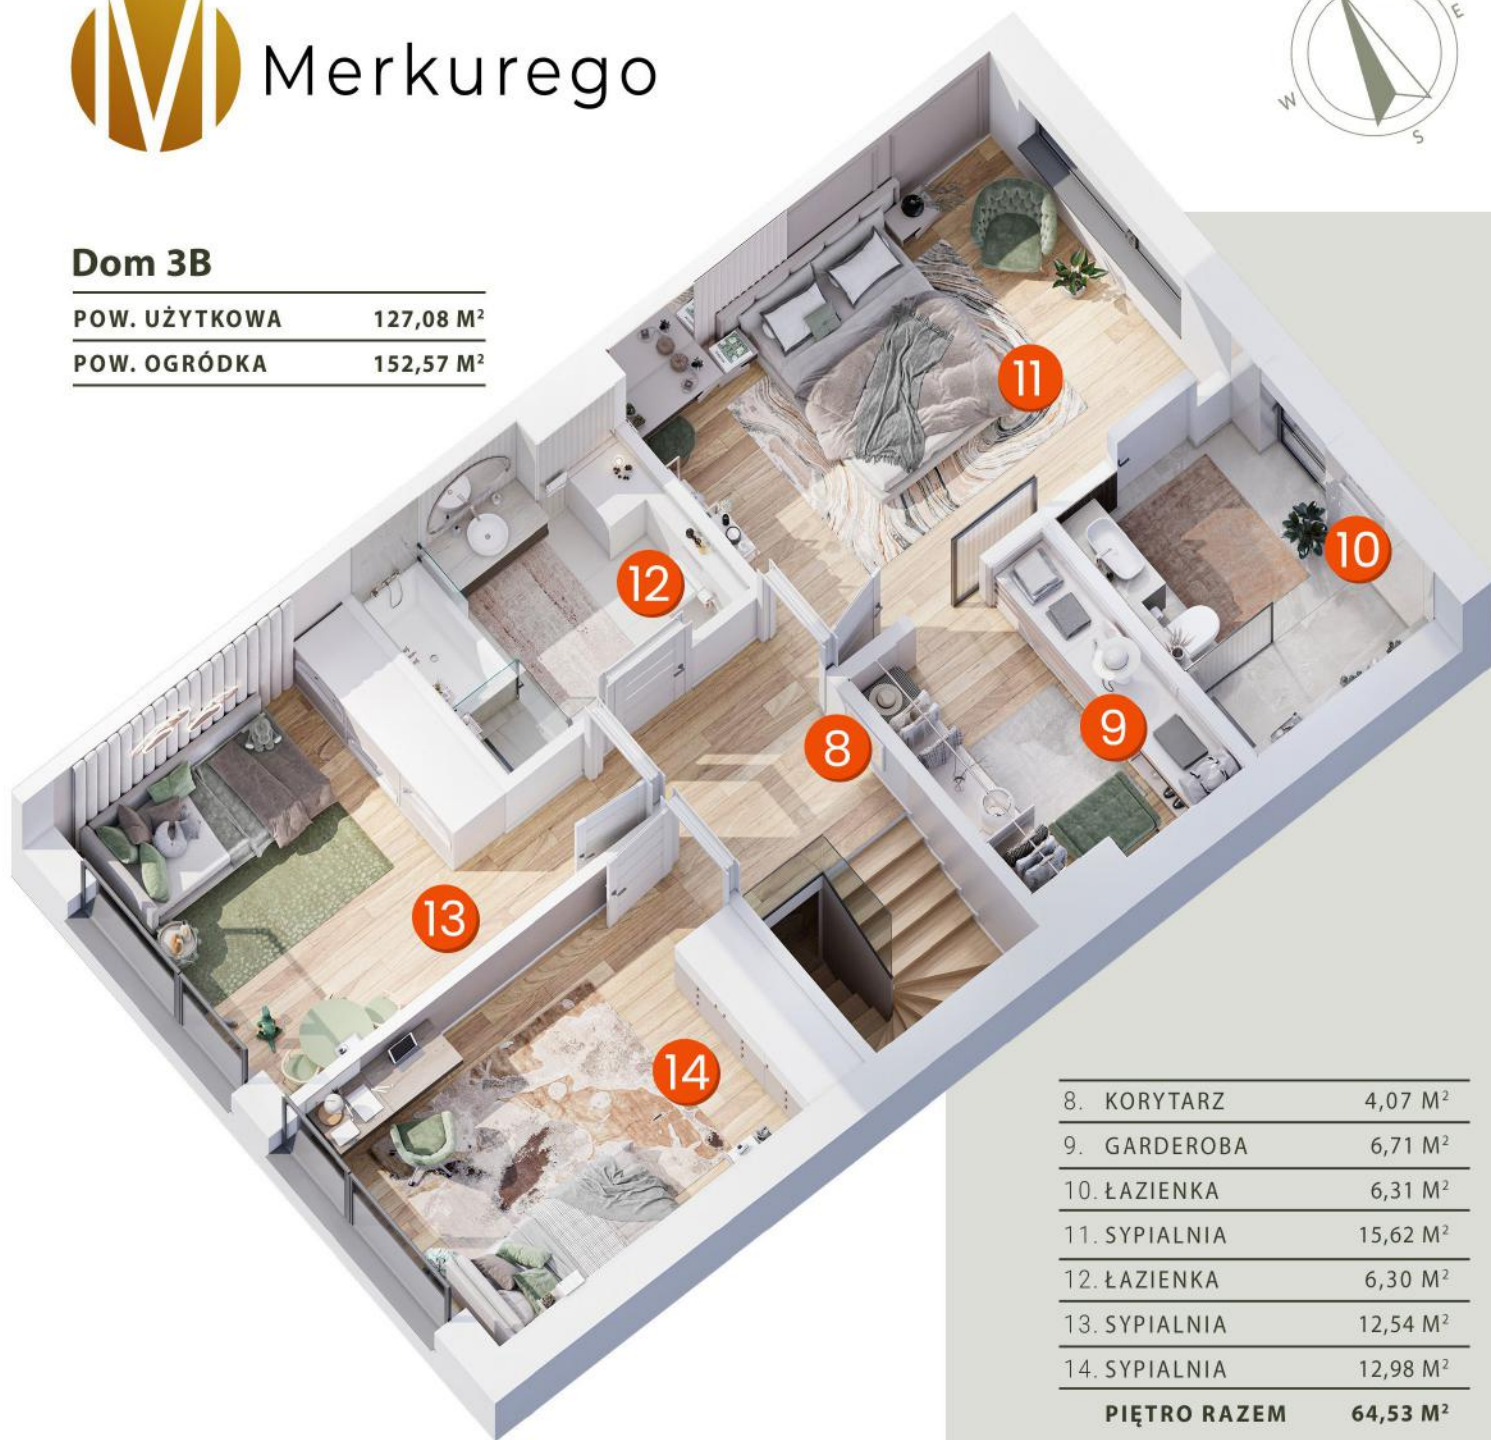 Merkurego
E
W
S
Dom 3B
POW. UŻYTKOWA 127,08 M²
POW. OGRÓDKA 152,57 M²
11
10
12
9
8
13
14
8. KORYTARZ 4,07 M²
9. GARDEROBA 6,71 M²
10. ŁAZIENKA 6,31 M²
11. SYPIALNIA 15,62 M²
12. ŁAZIENKA 6,30 M²
13. SYPIALNIA 12,54 M²
14. SYPIALNIA 12,98 M²
PIĘTRO RAZEM 64,53 M²